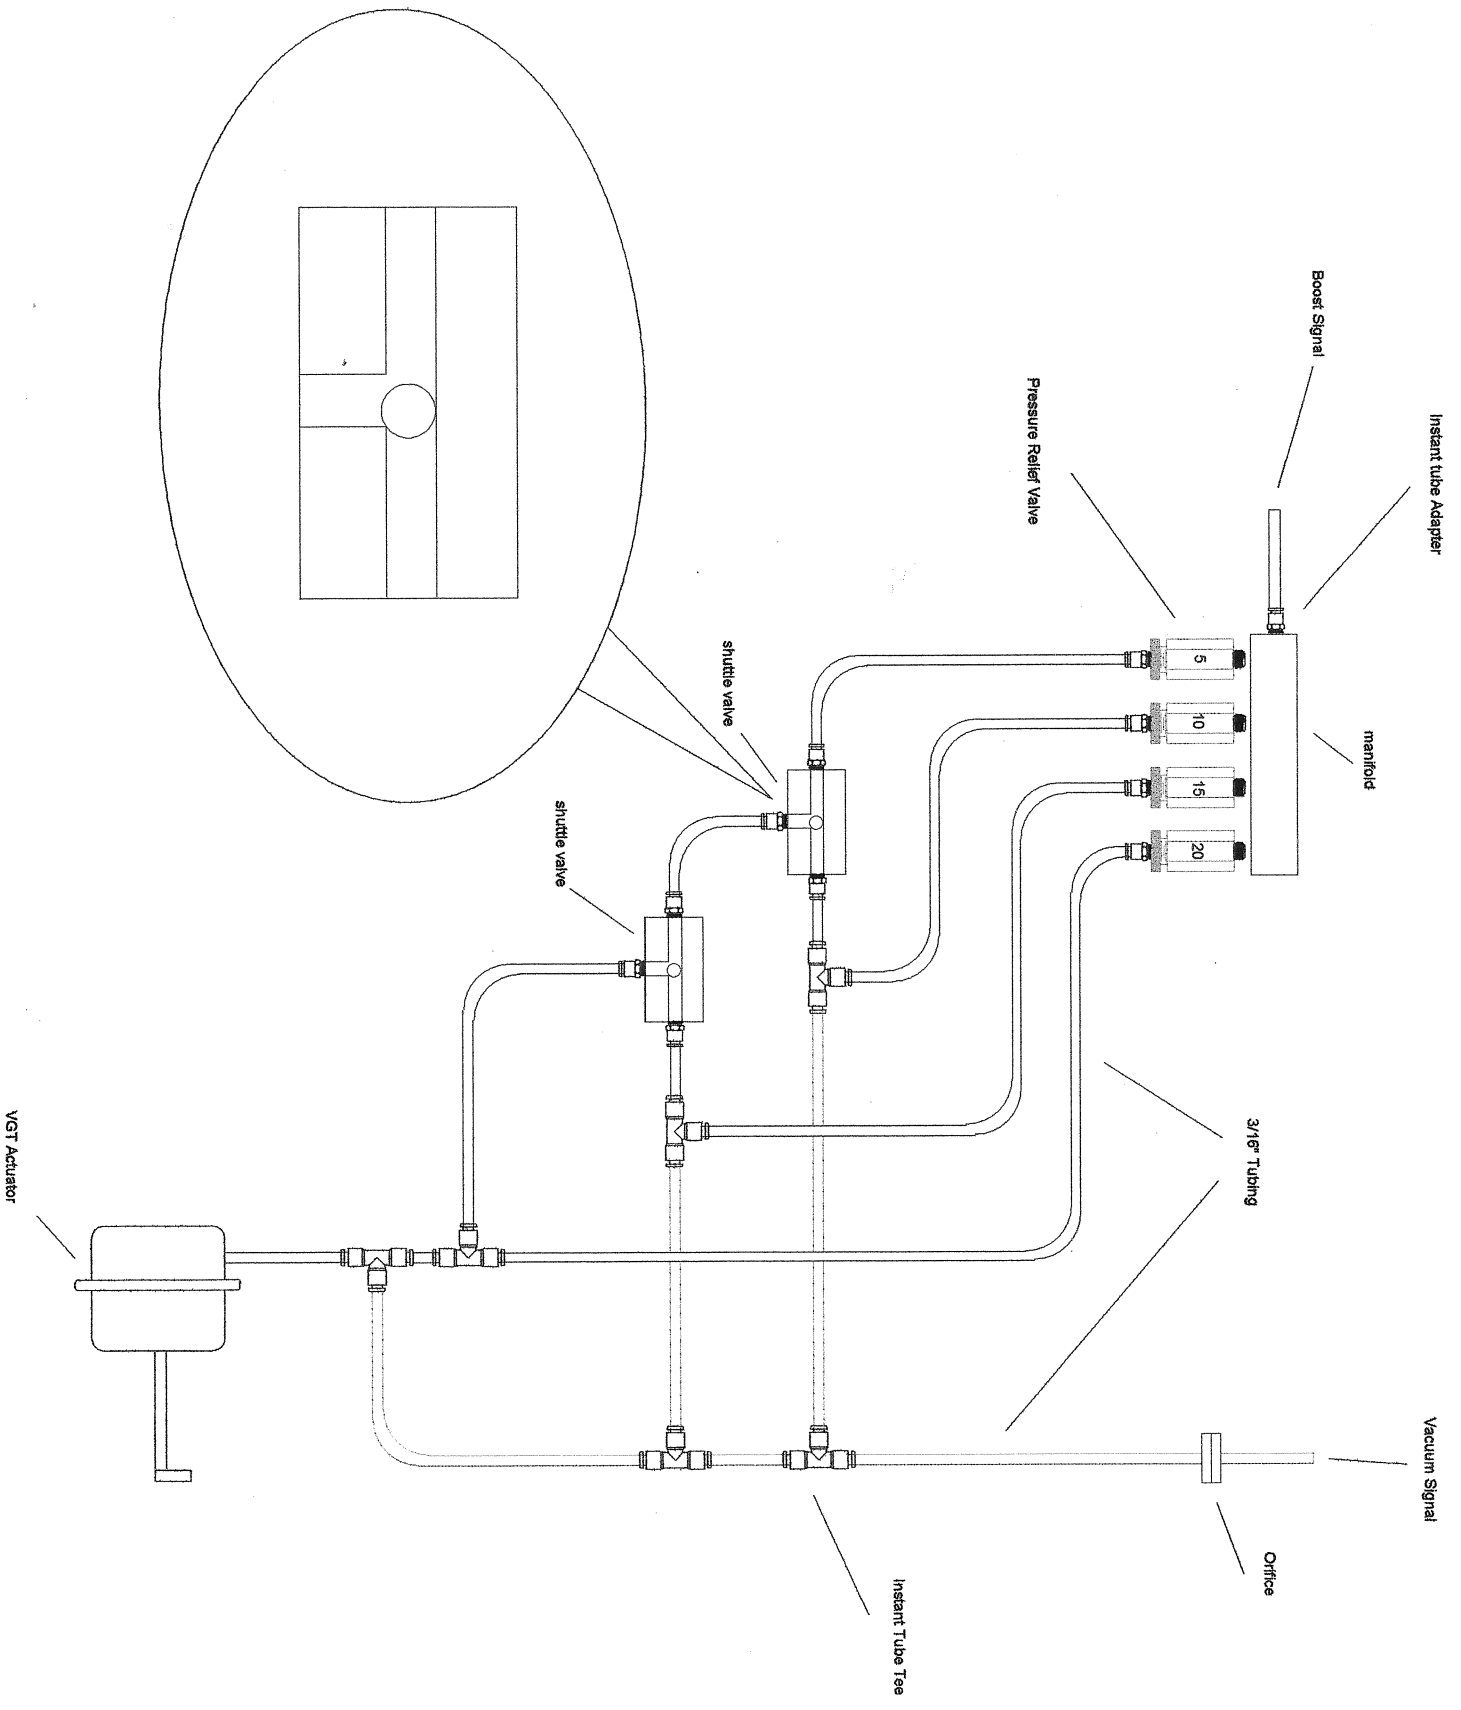 Vacuum Signal
Instant tube Adapter
manifold
Boost Signal
Orifice
3/16" Tubing
5
10
15
20
Pressure Relief Valve
Instant Tube Tee
shuttle valve
shuttle valve
VGT Actuator